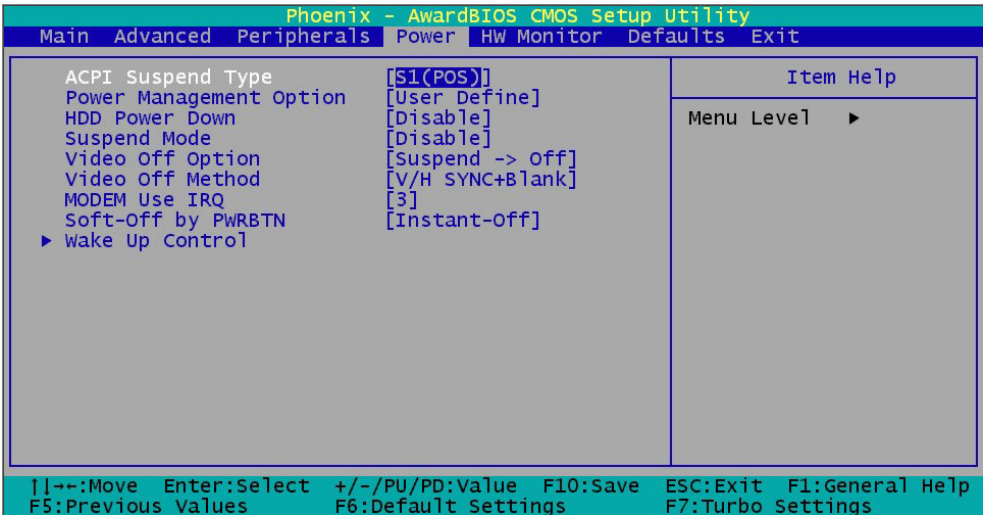 Phoenix - AwardBIOS CMOS Setup Utility
Main Advanced Peripherals Power HW Monitor Defaults Exit
ACPI Suspend Type [S1(POS)]
Power Management Option [User Define]
HDD Power Down [Disable]
Suspend Mode [Disable]
Video Off Option [Suspend -> Off]
Video Off Method [V/H SYNC+Blank]
MODEM Use IRQ [3]
Soft-Off by PWRBTN [Instant-Off]
▶ Wake Up Control
Item Help
Menu Level ▶
↑↓→←:Move Enter:Select +/-/PU/PD:Value F10:Save ESC:Exit F1:General Help
F5:Previous Values F6:Default Settings F7:Turbo Settings